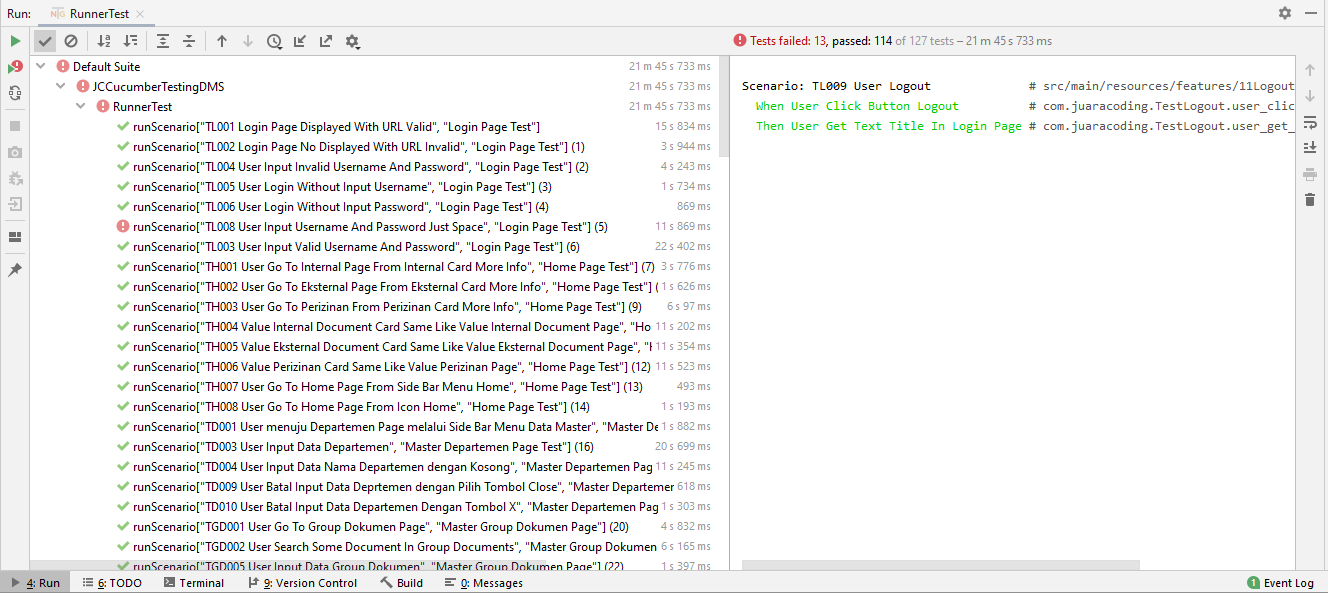 Run: NG RunnerTest
Tests failed: 13, passed: 114 of 127 tests – 21 m 45 s 733 ms
Default Suite 21 m 45 s 733 ms
JCCucumberTestingDMS 21 m 45 s 733 ms
RunnerTest 21 m 45 s 733 ms
runScenario["TL001 Login Page Displayed With URL Valid", "Login Page Test"] 15 s 834 ms
runScenario["TL002 Login Page No Displayed With URL Invalid", "Login Page Test"] (1) 3 s 944 ms
runScenario["TL004 User Input Invalid Username And Password", "Login Page Test"] (2) 4 s 243 ms
runScenario["TL005 User Login Without Input Username", "Login Page Test"] (3) 1 s 734 ms
runScenario["TL006 User Login Without Input Password", "Login Page Test"] (4) 869 ms
runScenario["TL008 User Input Username And Password Just Space", "Login Page Test"] (5) 11 s 869 ms
runScenario["TL003 User Input Valid Username And Password", "Login Page Test"] (6) 22 s 402 ms
runScenario["TH001 User Go To Internal Page From Internal Card More Info", "Home Page Test"] (7) 3 s 776 ms
runScenario["TH002 User Go To Eksternal Page From Eksternal Card More Info", "Home Page Test"] ( 1 s 626 ms
runScenario["TH003 User Go To Perizinan From Perizinan Card More Info", "Home Page Test"] (9) 6 s 97 ms
runScenario["TH004 Value Internal Document Card Same Like Value Internal Document Page", "Ho 11 s 202 ms
runScenario["TH005 Value Eksternal Document Card Same Like Value Eksternal Document Page", " 11 s 354 ms
runScenario["TH006 Value Perizinan Card Same Like Value Perizinan Page", "Home Page Test"] (12) 11 s 523 ms
runScenario["TH007 User Go To Home Page From Side Bar Menu Home", "Home Page Test"] (13) 493 ms
runScenario["TH008 User Go To Home Page From Icon Home", "Home Page Test"] (14) 1 s 193 ms
runScenario["TD001 User menuju Departemen Page melalui Side Bar Menu Data Master", "Master De 1 s 882 ms
runScenario["TD003 User Input Data Departemen", "Master Departemen Page Test"] (16) 20 s 699 ms
runScenario["TD004 User Input Data Nama Departemen dengan Kosong", "Master Departemen Pag 11 s 245 ms
runScenario["TD009 User Batal Input Data Deprtemen dengan Pilih Tombol Close", "Master Departemer 618 ms
runScenario["TD010 User Batal Input Data Departemen Dengan Tombol X", "Master Departemen Pag 1 s 303 ms
runScenario["TGD001 User Go To Group Dokumen Page", "Master Group Dokumen Page"] (20) 4 s 832 ms
runScenario["TGD002 User Search Some Document In Group Documents", "Master Group Dokumen 6 s 165 ms
runScenario["TGD005 User Input Data Group Dokumen", "Master Group Dokumen Page"] (22) 1 s 397 ms
Scenario: TL009 User Logout # src/main/resources/features/11Logout
When User Click Button Logout # com.juaracoding.TestLogout.user_clic
Then User Get Text Title In Login Page # com.juaracoding.TestLogout.user_get_
4: Run 6: TODO Terminal 9: Version Control Build 0: Messages 1 Event Log